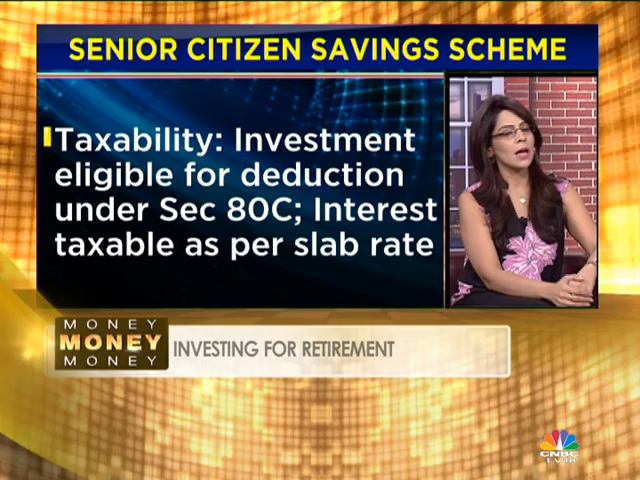 SENIOR CITIZEN SAVINGS SCHEME
Taxability: Investment
eligible for deduction
under Sec 80C; Interest
taxable as per slab rate
MONEY
MONEY
MONEY
INVESTING FOR RETIREMENT
CNBC
TV18